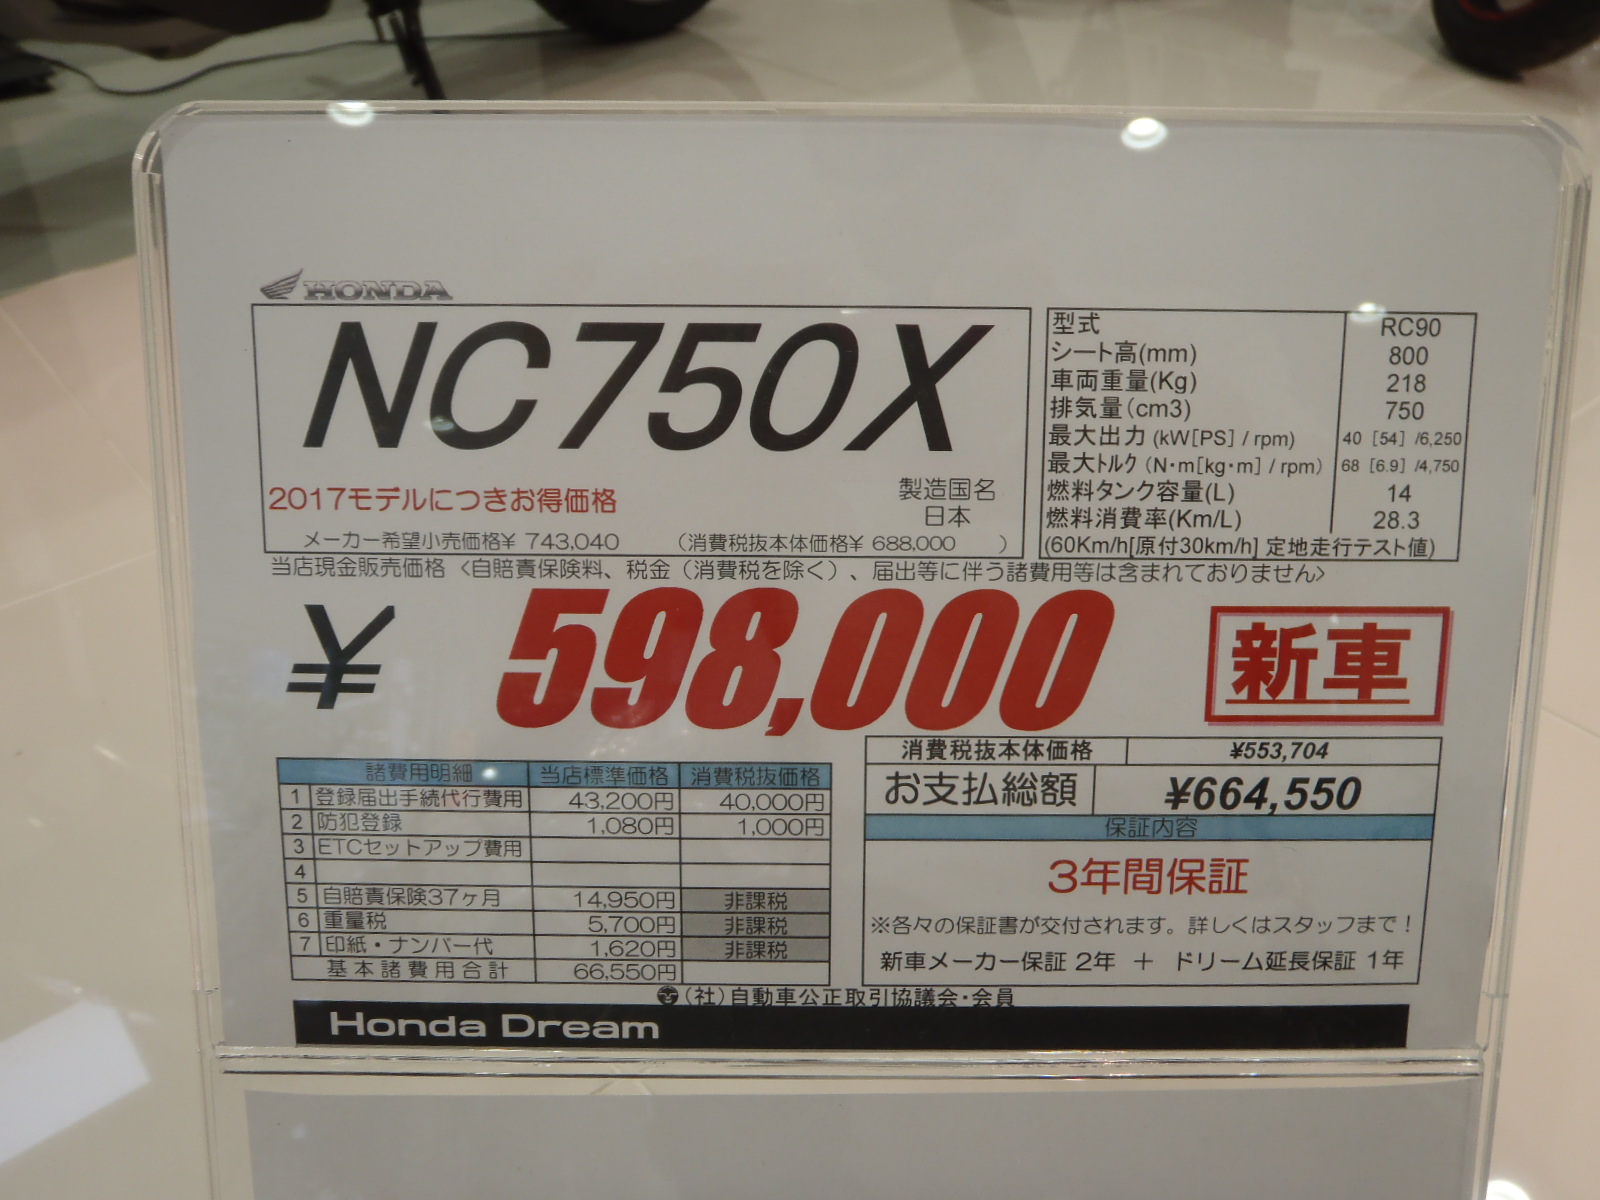 HONDA
NC750X
2017モデルにつきお得価格
製造国名
日本
メーカー希望小売価格¥ 743,040 （消費税抜本体価格¥ 688,000 ）
型式 RC90
シート高(mm) 800
車両重量(Kg) 218
排気量(cm3) 750
最大出力 (kW[PS] / rpm) 40 [54] /6,250
最大トルク (N・m[kg・m] / rpm) 68 [6.9] /4,750
燃料タンク容量(L) 14
燃料消費率(Km/L) 28.3
(60Km/h[原付30km/h] 定地走行テスト値)
当店現金販売価格 <自賠責保険料、税金（消費税を除く）、届出等に伴う諸費用等は含まれておりません>
¥ 598,000
新車
消費税抜本体価格 ¥553,704
お支払総額 ¥664,550
諸費用明細 当店標準価格 消費税抜価格
1 登録届出手続代行費用 43,200円 40,000円
2 防犯登録 1,080円 1,000円
3 ETCセットアップ費用
4
5 自賠責保険37ヶ月 14,950円 非課税
6 重量税 5,700円 非課税
7 印紙・ナンバー代 1,620円 非課税
基本諸費用合計 66,550円
保証内容
3年間保証
※各々の保証書が交付されます。詳しくはスタッフまで！
新車メーカー保証 2年 ＋ ドリーム延長保証 1年
(社)自動車公正取引協議会・会員
Honda Dream